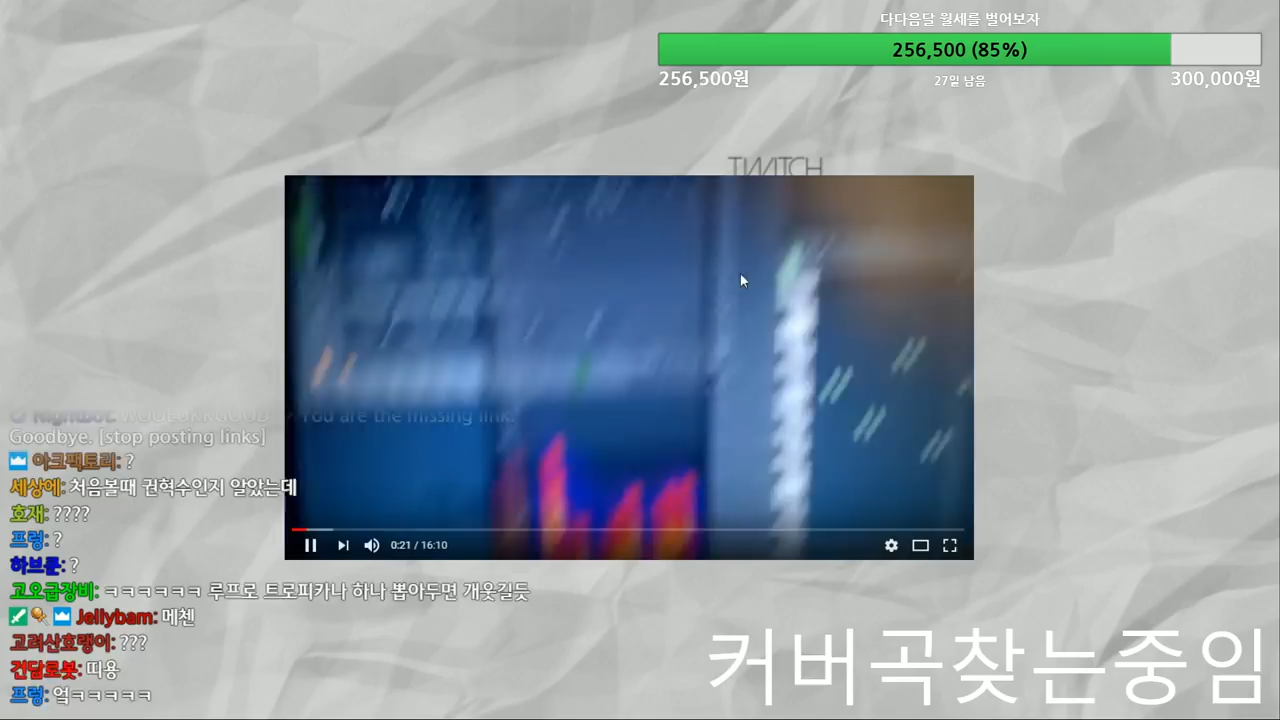 다다음달 월세를 벌어보자
256,500 (85%)
256,500원
27일 남음
300,000원
TWITCH
You are the missing link.
Goodbye. [stop posting links]
아크팩토리: ?
세상에: 처음볼때 권혁수인지 알았는데
호재: ????
프렁: ?
하브룬: ?
고오급장비: ㅋㅋㅋㅋㅋㅋ 루프로 트로피카나 하나 뽑아두면 개웃길듯
Jellybam: 메첸
고려산호랭이: ???
건담로봇: 띠용
프렁: 엌ㅋㅋㅋㅋㅋ
0:21 / 16:10
커버곡찾는중임